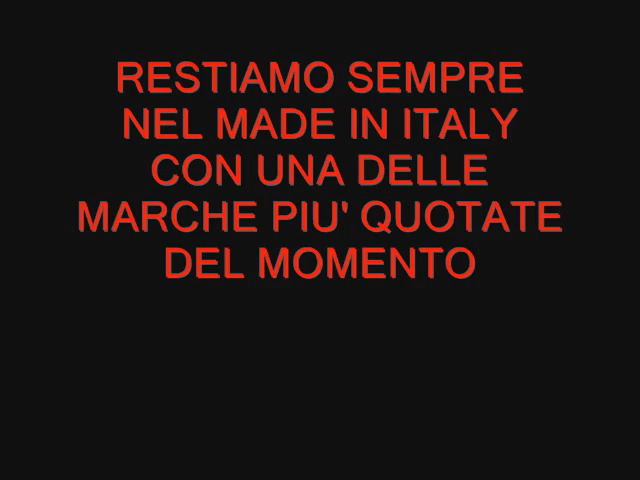 RESTIAMO SEMPRE
NEL MADE IN ITALY
CON UNA DELLE
MARCHE PIU' QUOTATE
DEL MOMENTO